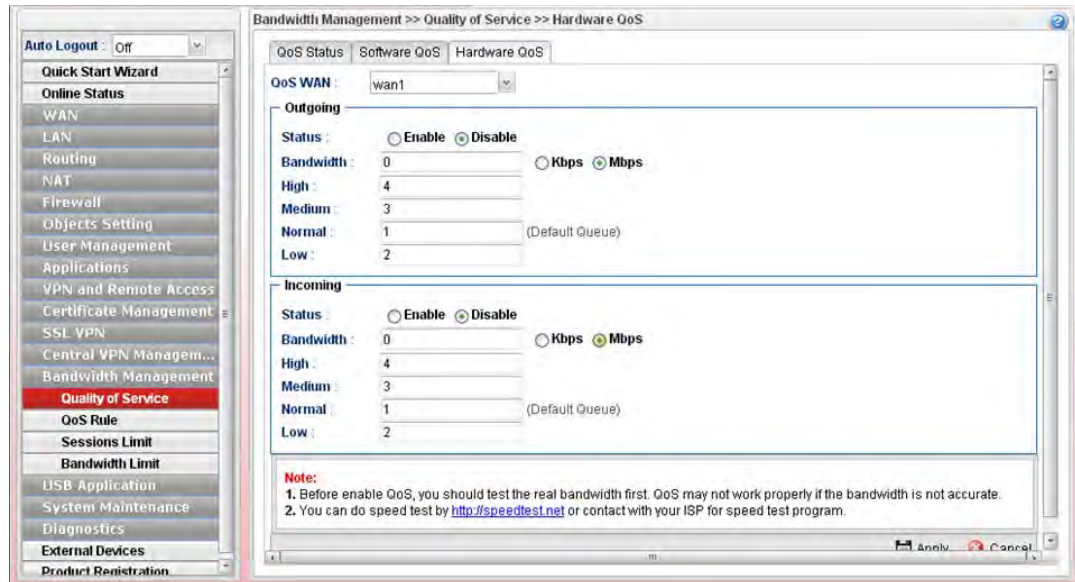 Bandwidth Management >> Quality of Service >> Hardware QoS
Auto Logout : Off
Quick Start Wizard
Online Status
WAN
LAN
Routing
NAT
Firewall
Objects Setting
User Management
Applications
VPN and Remote Access
Certificate Management
SSL VPN
Central VPN Managem...
Bandwidth Management
Quality of Service
QoS Rule
Sessions Limit
Bandwidth Limit
USB Application
System Maintenance
Diagnostics
External Devices
Product Registration
QoS Status Software QoS Hardware QoS
QoS WAN : wan1
Outgoing
Status : Enable Disable
Bandwidth : 0 Kbps Mbps
High : 4
Medium : 3
Normal : 1 (Default Queue)
Low : 2
Incoming
Status : Enable Disable
Bandwidth : 0 Kbps Mbps
High : 4
Medium : 3
Normal : 1 (Default Queue)
Low : 2
Note:
1. Before enable QoS, you should test the real bandwidth first. QoS may not work properly if the bandwidth is not accurate.
2. You can do speed test by http://speedtest.net or contact with your ISP for speed test program.
Apply Cancel